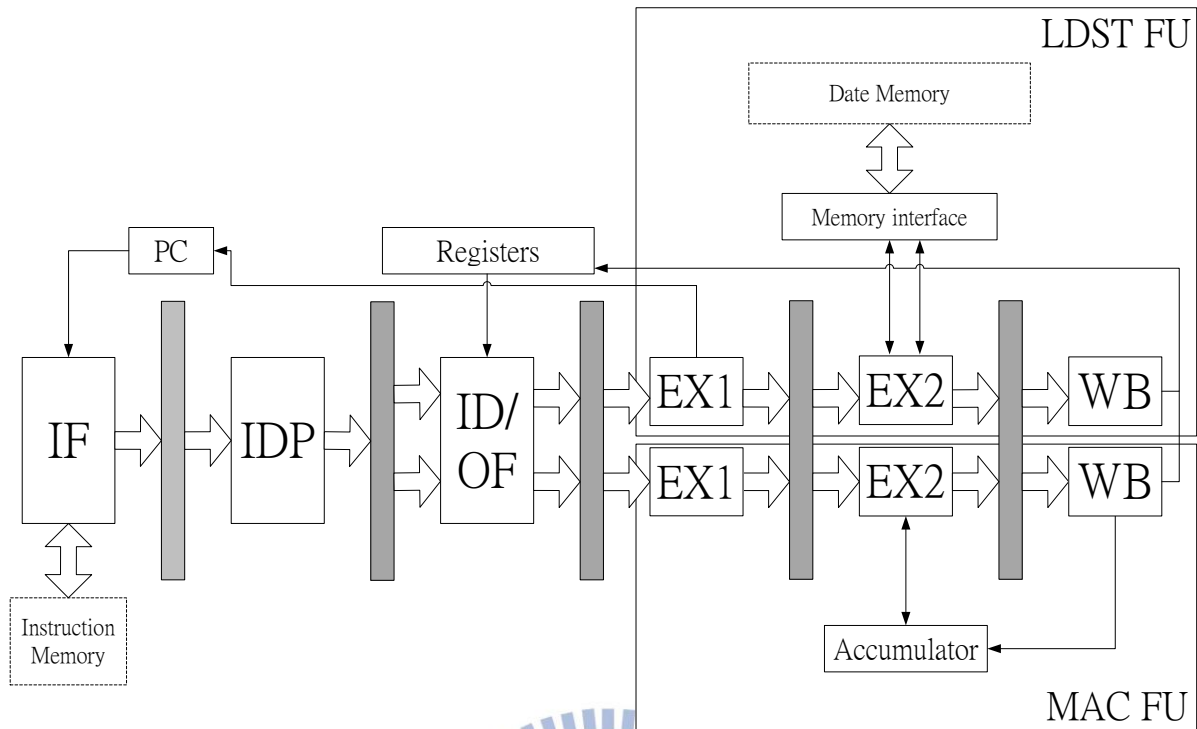 LDST FU
Date Memory
Memory interface
PC
Registers
IF
IDP
ID/
OF
EX1
EX2
WB
EX1
EX2
WB
Instruction
Memory
Accumulator
MAC FU